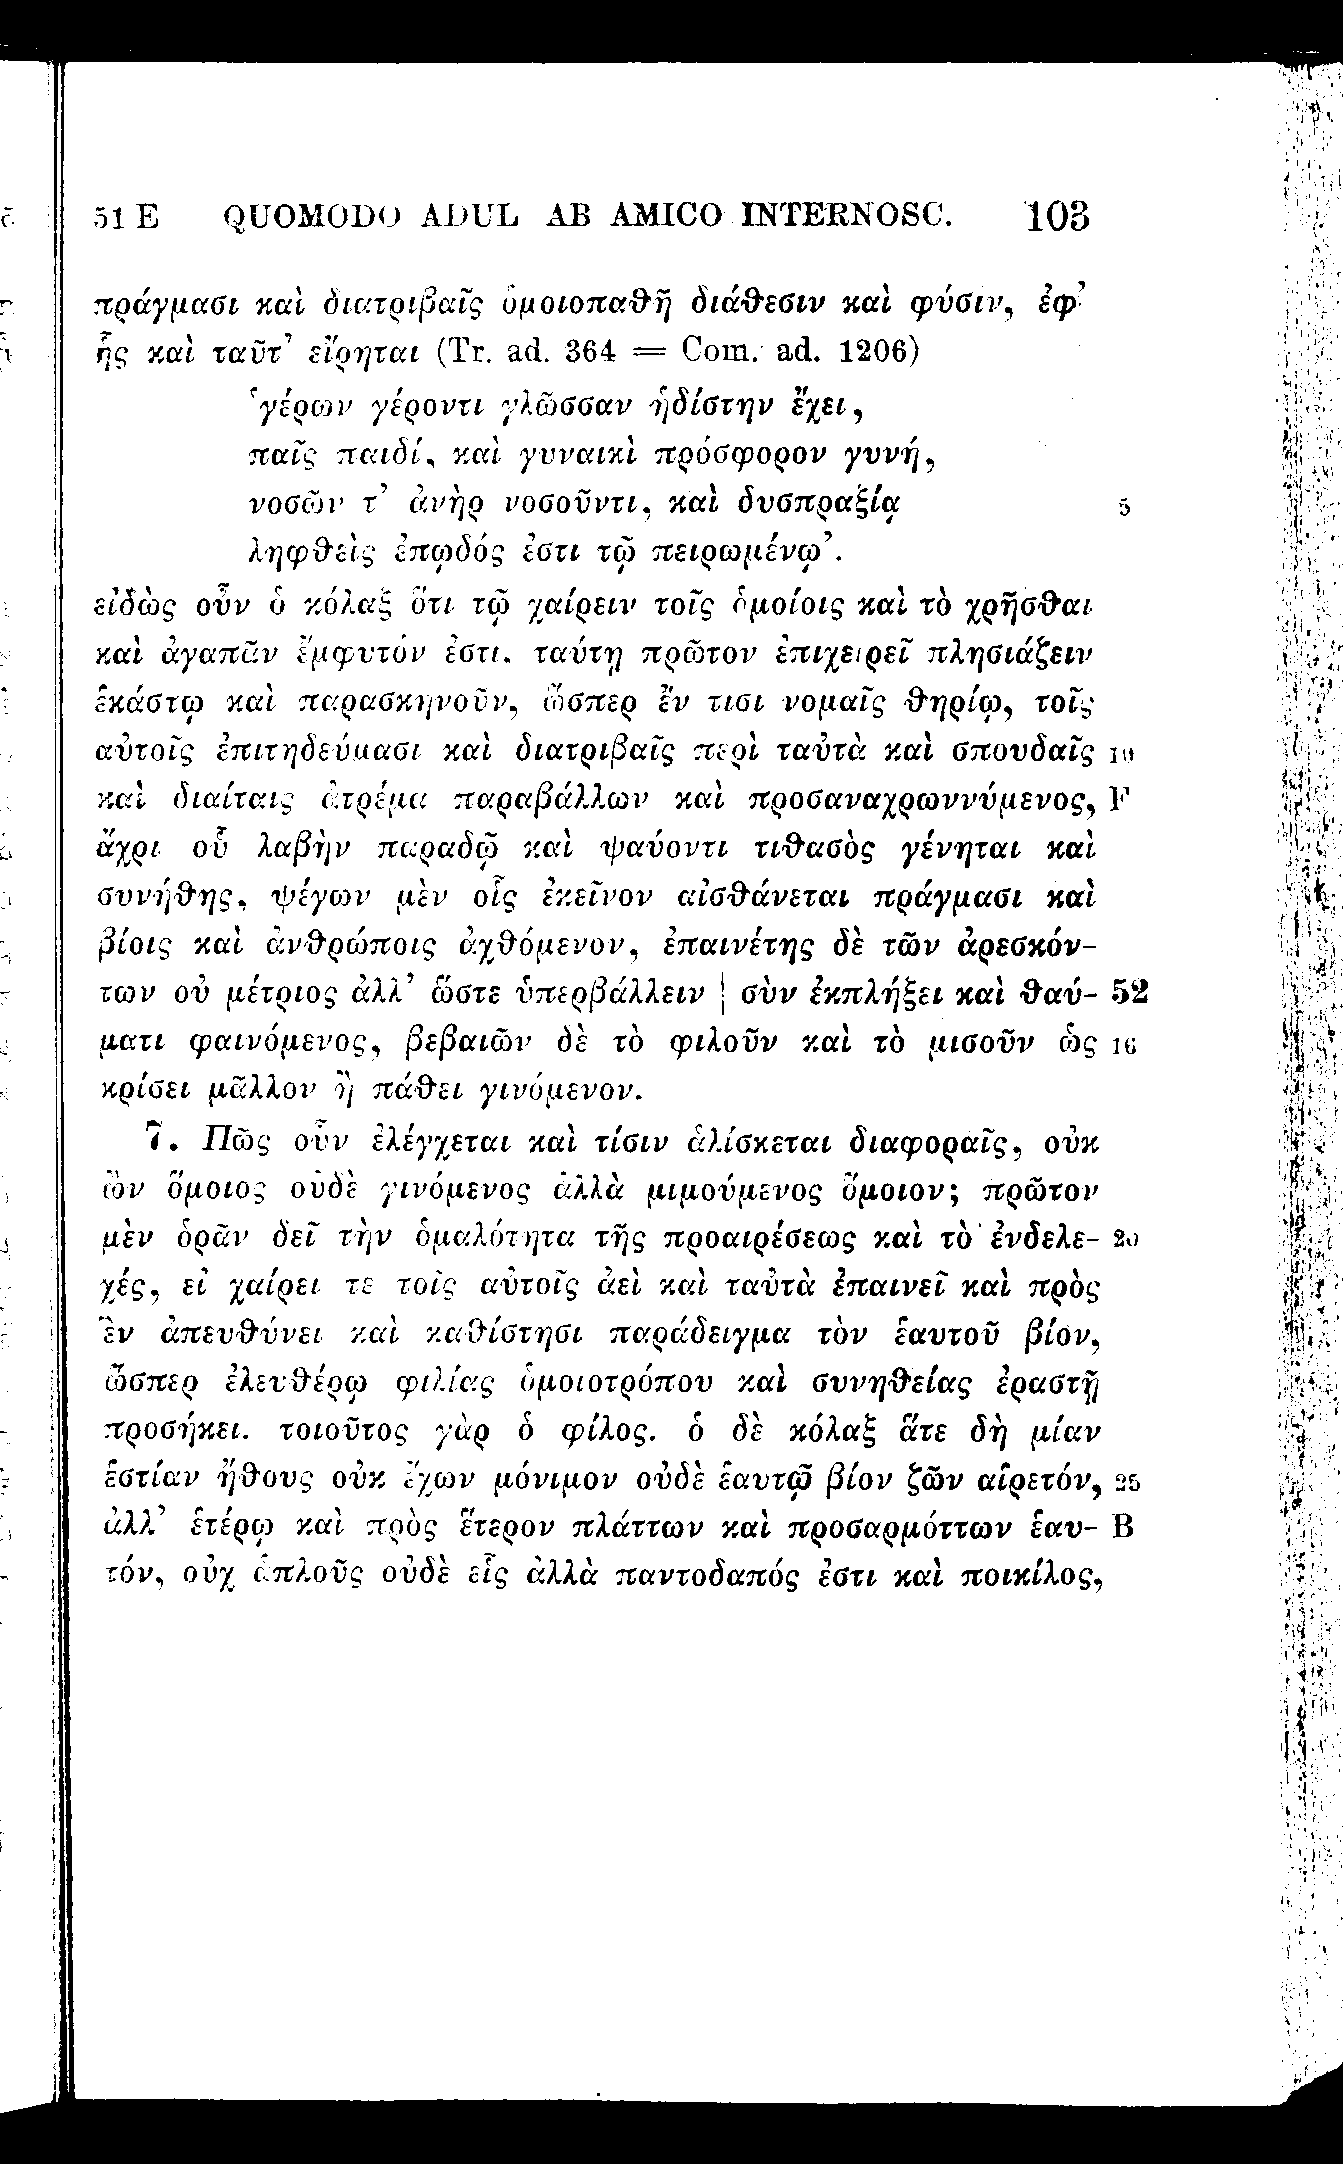 51 E QUOMODO ADUL AB AMICO INTERNOSC. 103
πράγμασι καὶ διατριβαῖς ὁμοιοπαθῆ διάθεσιν καὶ φύσιν, ἐφ’
ἧς καὶ ταῦτ’ εἴρηται (Tr. ad. 364 = Com. ad. 1206)
‘γέρων γέροντι γλῶσσαν ἡδίστην ἔχει,
παῖς παιδί, καὶ γυναικὶ πρόσφορον γυνή,
νοσῶν τ’ ἀνὴρ νοσοῦντι, καὶ δυσπραξίᾳ 5
ληφθεὶς ἐπῳδός ἐστι τῷ πειρωμένῳ’.
εἰδὼς οὖν ὁ κόλαξ ὅτι τῷ χαίρειν τοῖς ὁμοίοις καὶ τὸ χρῆσθαι
καὶ ἀγαπᾶν ἔμφυτόν ἐστι, ταύτῃ πρῶτον ἐπιχειρεῖ πλησιάζειν
ἑκάστῳ καὶ παρασκηνοῦν, ὥσπερ ἔν τισι νομαῖς θηρίῳ, τοῖς
αὐτοῖς ἐπιτηδεύμασι καὶ διατριβαῖς περὶ ταὐτὰ καὶ σπουδαῖς 10
καὶ διαίταις ἀτρέμα παραβάλλων καὶ προσαναχρωννύμενος, F
ἄχρι οὗ λαβὴν παραδῷ καὶ ψαύοντι τιθασὸς γένηται καὶ
συνήθης, ψέγων μὲν οἷς ἐκεῖνον αἰσθάνεται πράγμασι καὶ
βίοις καὶ ἀνθρώποις ἀχθόμενον, ἐπαινέτης δὲ τῶν ἀρεσκόν-
των οὐ μέτριος ἀλλ’ ὥστε ὑπερβάλλειν | σὺν ἐκπλήξει καὶ θαύ- 52
ματι φαινόμενος, βεβαιῶν δὲ τὸ φιλοῦν καὶ τὸ μισοῦν ὡς 16
κρίσει μᾶλλον ἢ πάθει γινόμενον.
7. Πῶς οὖν ἐλέγχεται καὶ τίσιν ἁλίσκεται διαφοραῖς, οὐκ
ὢν ὅμοιος οὐδὲ γινόμενος ἀλλὰ μιμούμενος ὅμοιον; πρῶτον
μὲν ὁρᾶν δεῖ τὴν ὁμαλότητα τῆς προαιρέσεως καὶ τὸ ἐνδελε- 20
χές, εἰ χαίρει τε τοῖς αὐτοῖς ἀεὶ καὶ ταὐτὰ ἐπαινεῖ καὶ πρὸς
ἓν ἀπευθύνει καὶ καθίστησι παράδειγμα τὸν ἑαυτοῦ βίον,
ὥσπερ ἐλευθέρῳ φιλίας ὁμοιοτρόπου καὶ συνηθείας ἐραστῇ
προσήκει. τοιοῦτος γὰρ ὁ φίλος. ὁ δὲ κόλαξ ἅτε δὴ μίαν
ἑστίαν ἤθους οὐκ ἔχων μόνιμον οὐδὲ ἑαυτῷ βίον ζῶν αἱρετόν, 25
ἀλλ’ ἑτέρῳ καὶ πρὸς ἕτερον πλάττων καὶ προσαρμόττων ἑαυ- B
τόν, οὐχ ἁπλοῦς οὐδὲ εἷς ἀλλὰ παντοδαπός ἐστι καὶ ποικίλος,